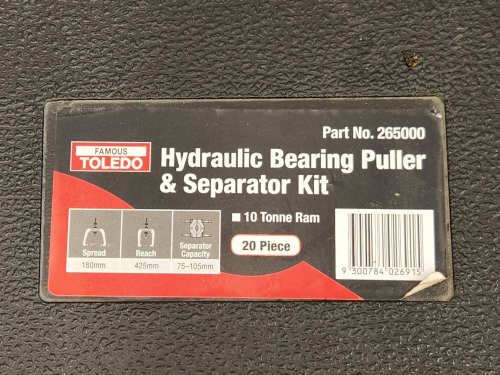 Part No. 265000
FAMOUS
TOLEDO
Hydraulic Bearing Puller
& Separator Kit
10 Tonne Ram
20 Piece
Spread
180mm
Reach
425mm
Separator
Capacity
75-105mm
9 300784 026915